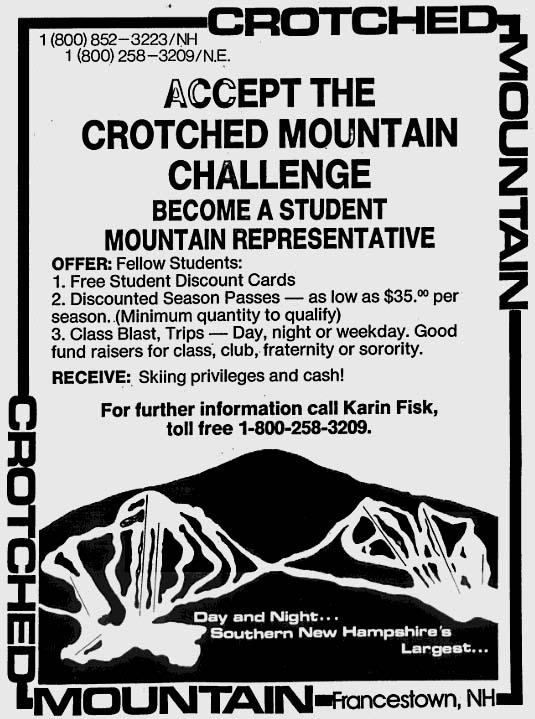 CROTCHED
MOUNTAIN
1 (800) 852-3223/NH
1 (800) 258-3209/N.E.
ACCEPT THE
CROTCHED MOUNTAIN
CHALLENGE
BECOME A STUDENT
MOUNTAIN REPRESENTATIVE
OFFER: Fellow Students:
1. Free Student Discount Cards
2. Discounted Season Passes — as low as $35.⁰⁰ per
season. (Minimum quantity to qualify)
3. Class Blast, Trips — Day, night or weekday. Good
fund raisers for class, club, fraternity or sorority.
RECEIVE: Skiing privileges and cash!
For further information call Karin Fisk,
toll free 1-800-258-3209.
Day and Night...
Southern New Hampshire's
Largest...
CROTCHED
MOUNTAIN
Francestown, NH